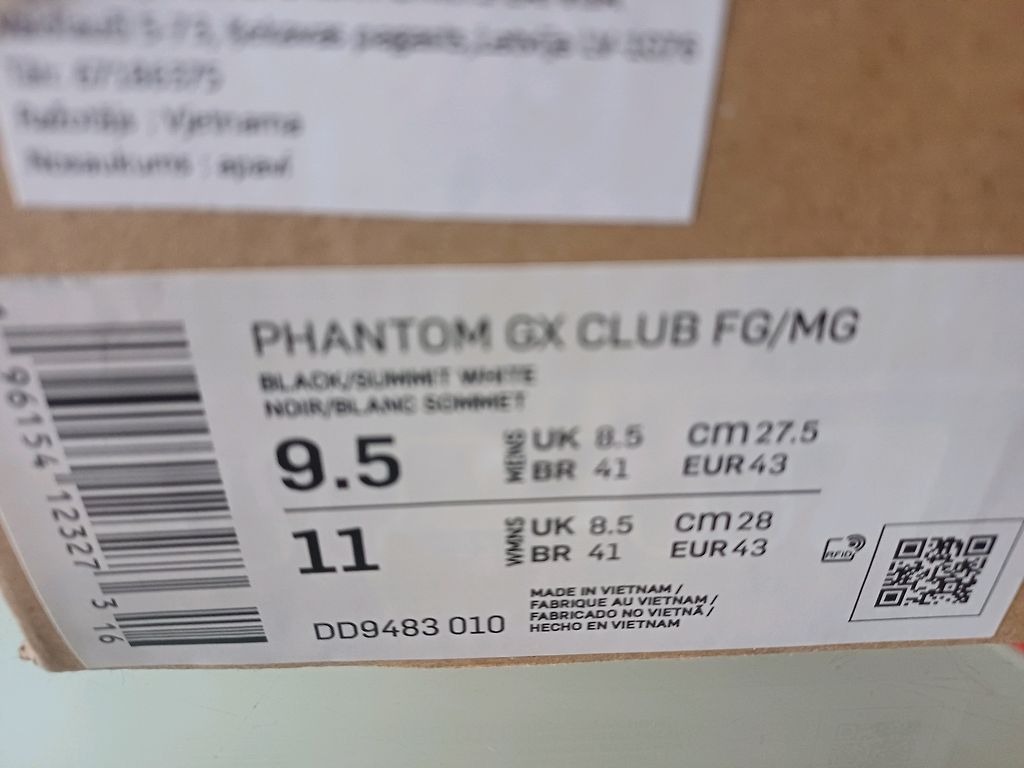 Tālr. 67186375
Ražotājs : Vjetnama
Nosaukums : apavi
PHANTOM GX CLUB FG/MG
BLACK/SUMMIT WHITE
NOIR/BLANC SOMMET
9.5 MENS UK 8.5 cm 27.5
BR 41 EUR 43
11 WMNS UK 8.5 cm 28
BR 41 EUR 43
MADE IN VIETNAM /
FABRIQUE AU VIETNAM /
FABRICADO NO VIETNÃ /
HECHO EN VIETNAM
DD9483 010
RFID
96154 12327 3 16